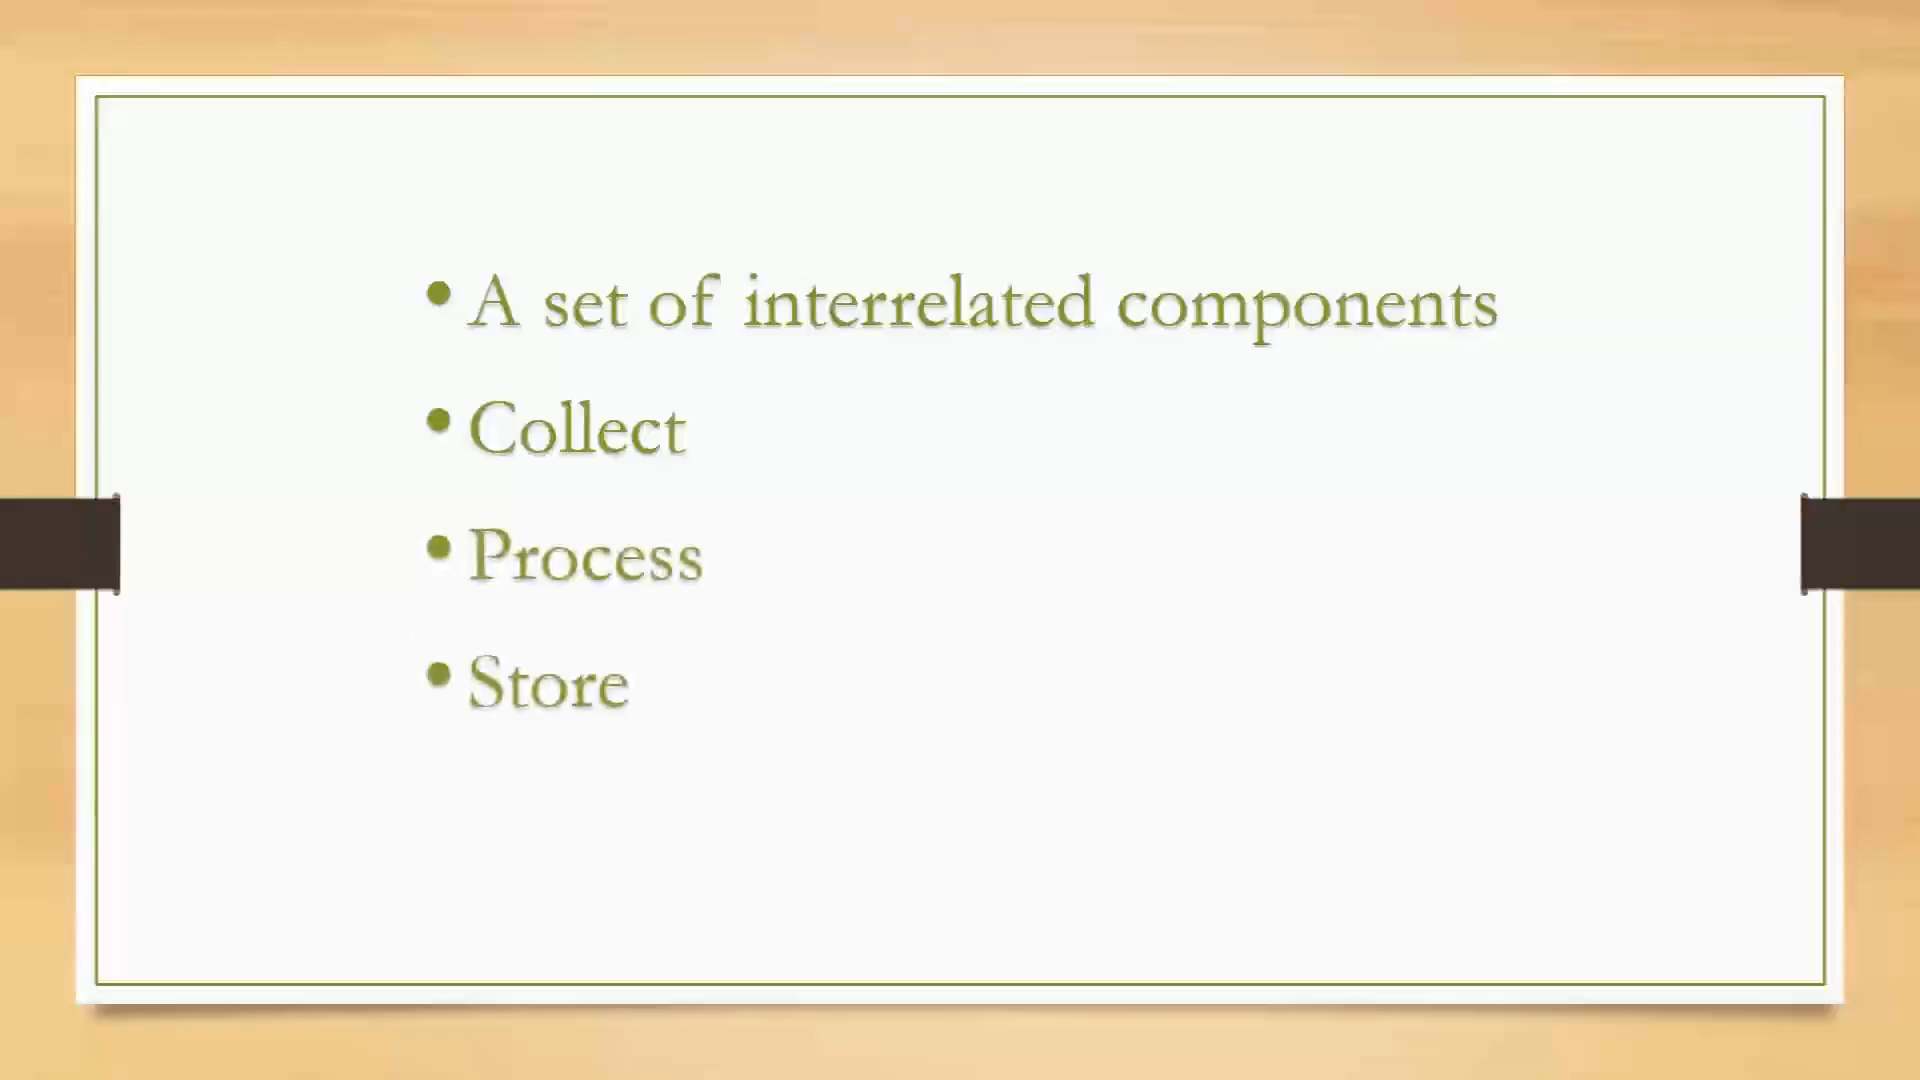 • A set of interrelated components
• Collect
• Process
• Store